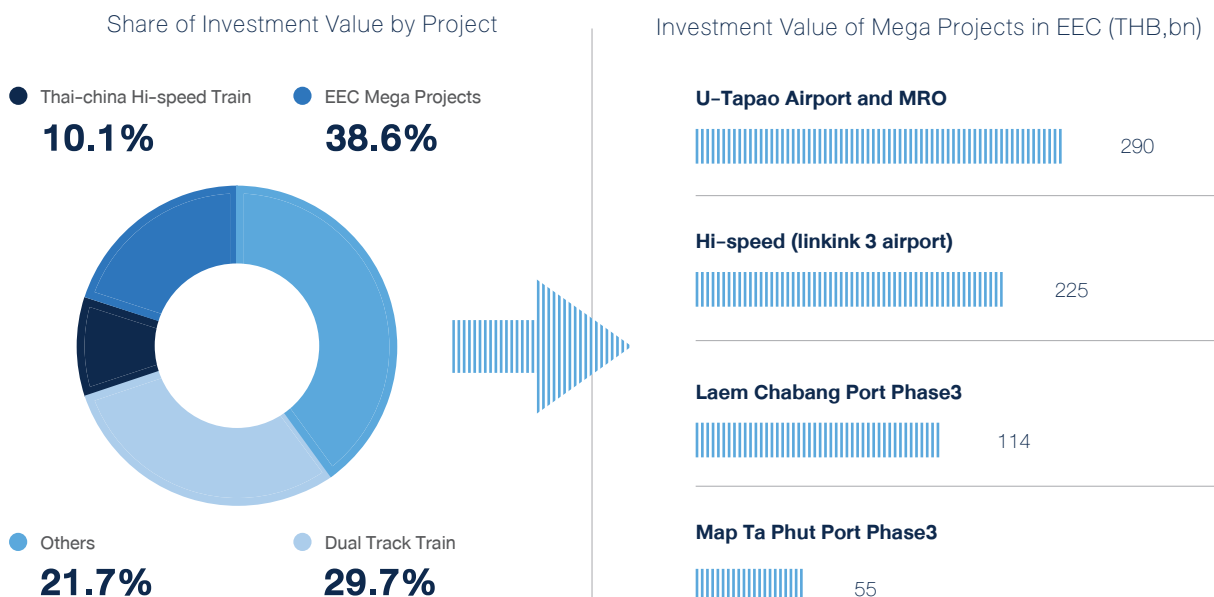 Share of Investment Value by Project
Thai-china Hi-speed Train
10.1%
EEC Mega Projects
38.6%
Others
21.7%
Dual Track Train
29.7%
Investment Value of Mega Projects in EEC (THB,bn)
U-Tapao Airport and MRO
290
Hi-speed (linkink 3 airport)
225
Laem Chabang Port Phase3
114
Map Ta Phut Port Phase3
55